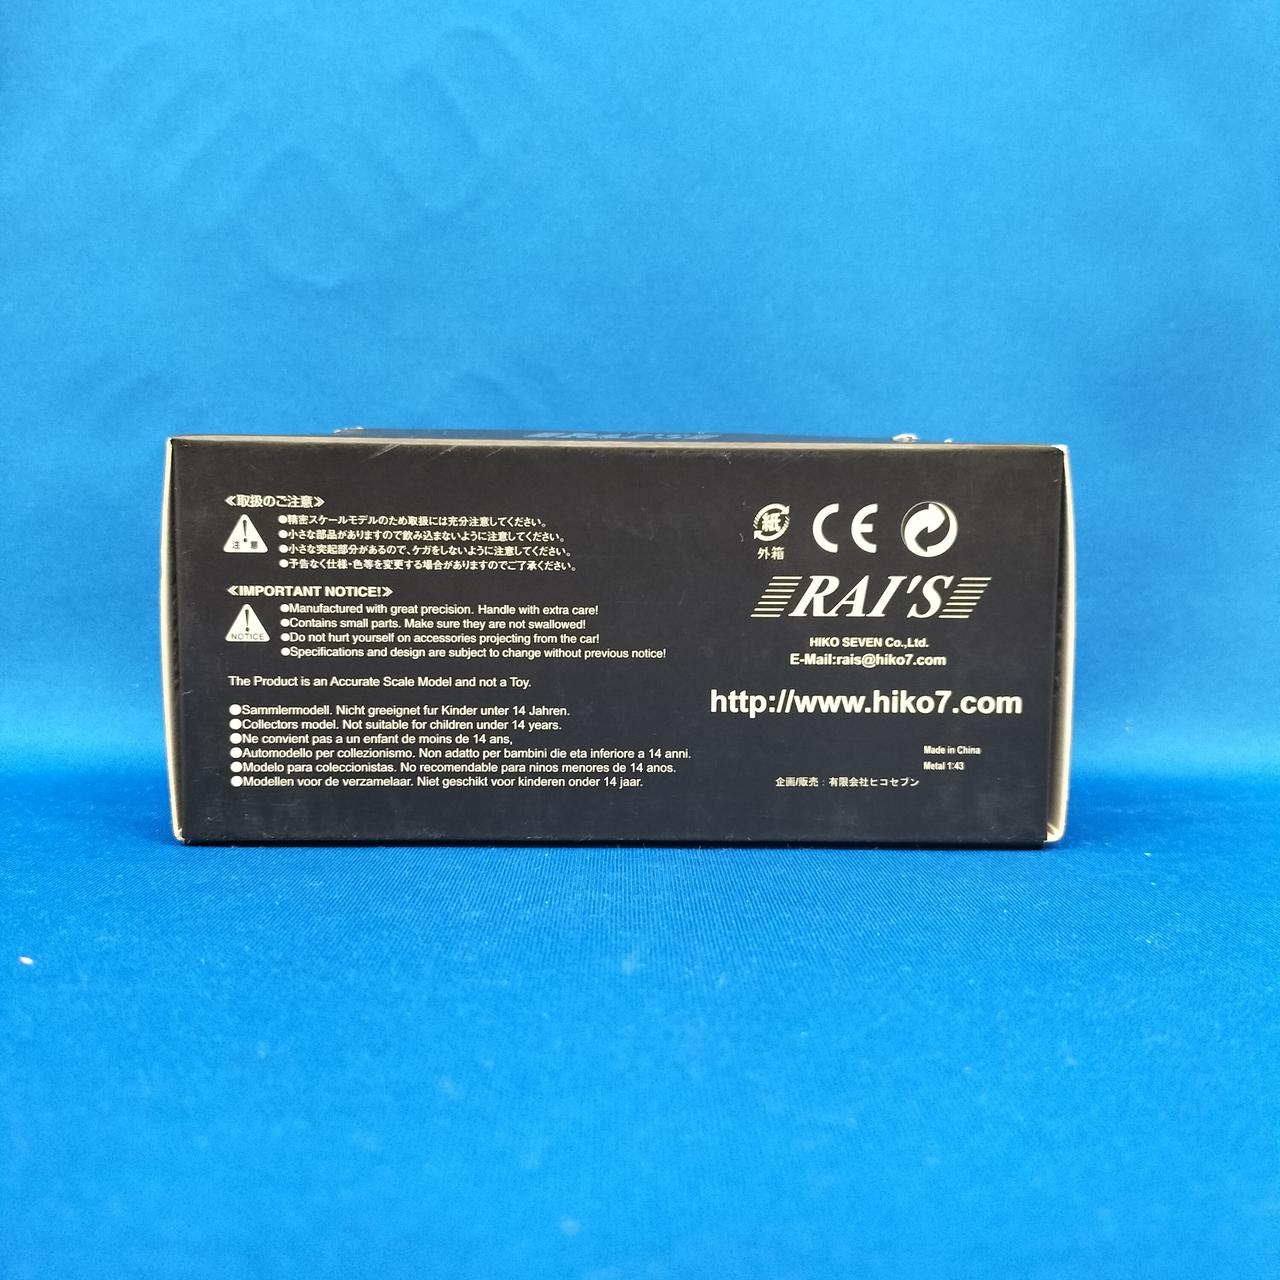 ≪取扱のご注意≫
注 意
●精密スケールモデルのため取扱には充分注意してください。
●小さな部品がありますので飲み込まないように注意してください。
●小さな突起部分があるので、ケガをしないように注意してください。
●予告なく仕様・色等を変更する場合がありますのでご了承ください。
≪IMPORTANT NOTICE!≫
NOTICE
●Manufactured with great precision. Handle with extra care!
●Contains small parts. Make sure they are not swallowed!
●Do not hurt yourself on accessories projecting from the car!
●Specifications and design are subject to change without previous notice!
The Product is an Accurate Scale Model and not a Toy.
●Sammlermodell. Nicht greeignet fur Kinder unter 14 Jahren.
●Collectors model. Not suitable for children under 14 years.
●Ne convient pas a un enfant de moins de 14 ans,
●Automodello per collezionismo. Non adatto per bambini die eta inferiore a 14 anni.
●Modelo para coleccionistas. No recomendable para ninos menores de 14 anos.
●Modellen voor de verzamelaar. Niet geschikt voor kinderen onder 14 jaar.
紙
外箱
CE
RAI'S
HIKO SEVEN Co.,Ltd.
E-Mail:rais@hiko7.com
http://www.hiko7.com
Made in China
Metal 1:43
企画/販売：有限会社ヒコセブン